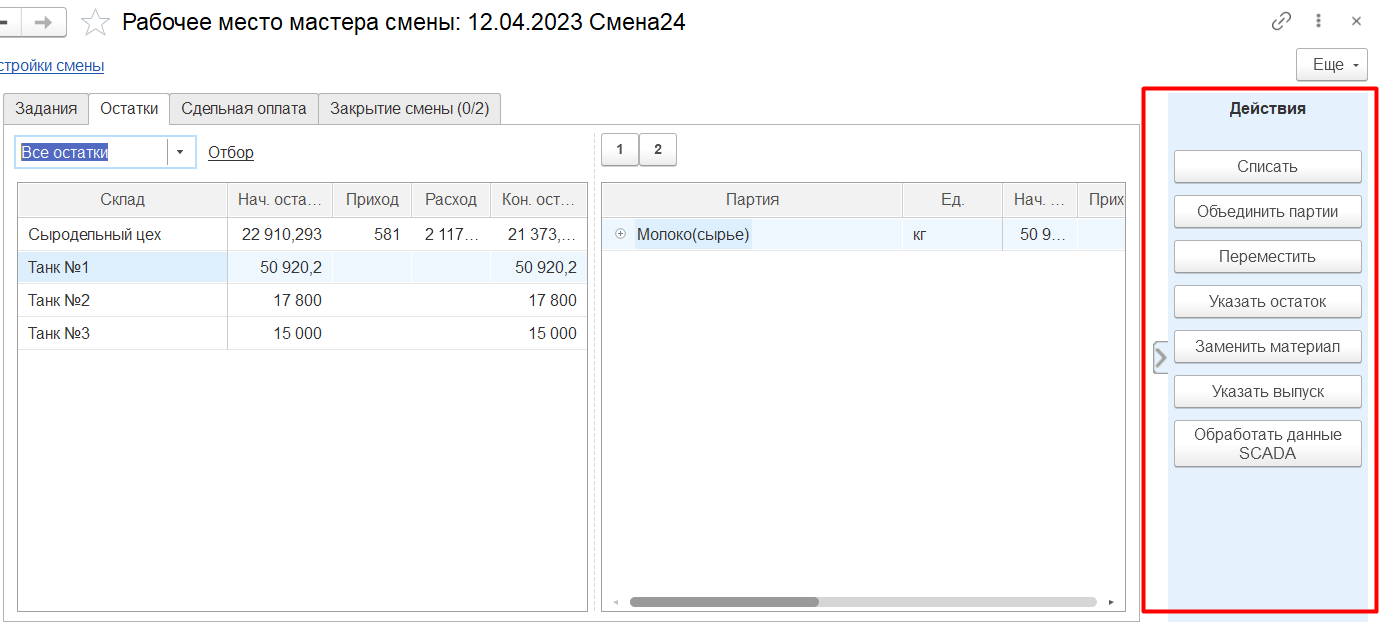 Рабочее место мастера смены: 12.04.2023 Смена24
стройки смены
Еще
Задания Остатки Сдельная оплата Закрытие смены (0/2)
Все остатки Отбор 1 2
Склад Нач. оста... Приход Расход Кон. ост...
Сыродельный цех 22 910,293 581 2 117... 21 373,...
Танк №1 50 920,2 50 920,2
Танк №2 17 800 17 800
Танк №3 15 000 15 000
Партия Ед. Нач. ... Прих
Молоко(сырье) кг 50 9...
Действия
Списать
Объединить партии
Переместить
Указать остаток
Заменить материал
Указать выпуск
Обработать данные
SCADA